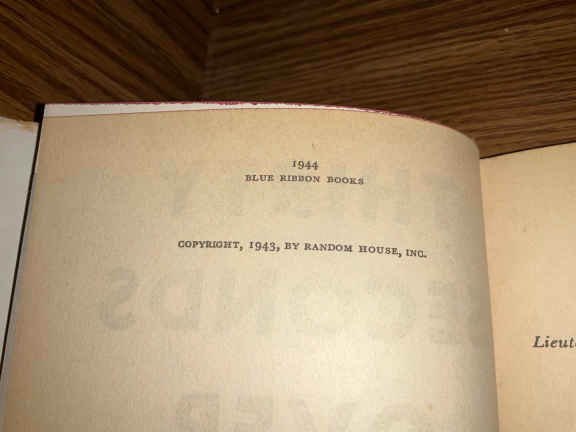 1944
BLUE RIBBON BOOKS
COPYRIGHT, 1943, BY RANDOM HOUSE, INC.